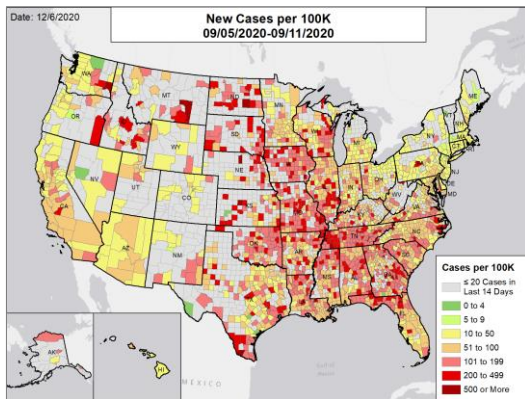 Date: 12/6/2020
New Cases per 100K
09/05/2020-09/11/2020
WA
MT
ND
MN
ME
OR
ID
SD
WI
MI
NY
VT
NH
MA
CT
RI
WY
NE
IA
PA
NJ
NV
UT
CO
IL
IN
OH
WV
DE
MD
CA
KS
MO
KY
VA
AZ
NM
OK
AR
TN
NC
SC
MS
AL
GA
TX
LA
FL
AK
HI
MEXICO
Gulf of
Cases per 100K
≤ 20 Cases in
Last 14 Days
0 to 4
5 to 9
10 to 50
51 to 100
101 to 199
200 to 499
500 or More